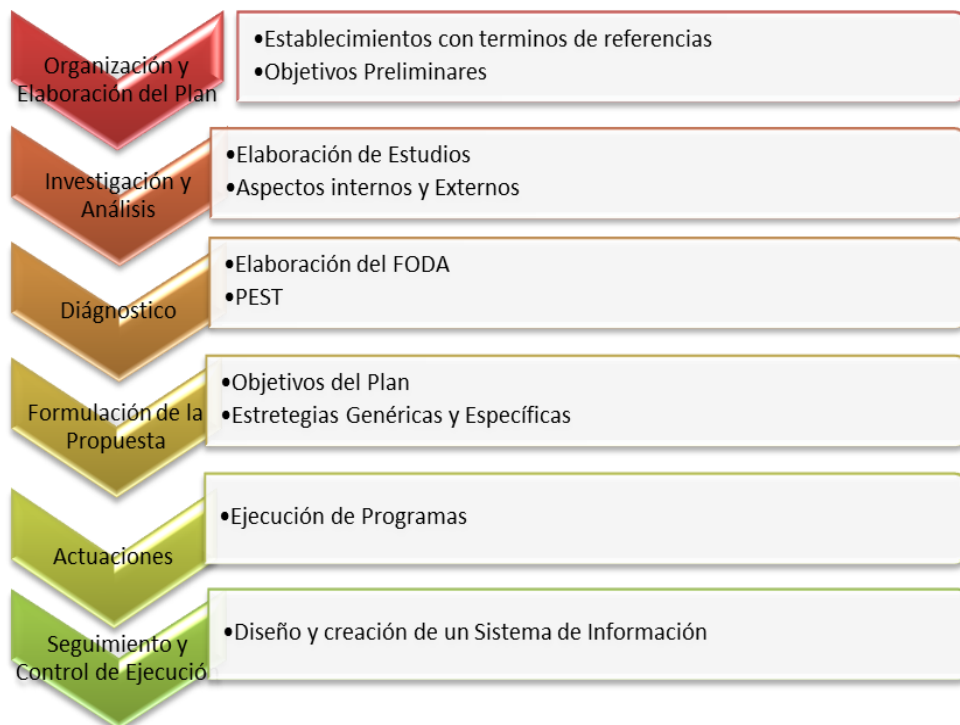 Organización y
Elaboración del Plan
•Establecimientos con terminos de referencias
•Objetivos Preliminares
Investigación y
Análisis
•Elaboración de Estudios
•Aspectos internos y Externos
Diágnostico
•Elaboración del FODA
•PEST
Formulación de la
Propuesta
•Objetivos del Plan
•Estretegias Genéricas y Específicas
Actuaciones
•Ejecución de Programas
Seguimiento y
Control de Ejecución
•Diseño y creación de un Sistema de Información